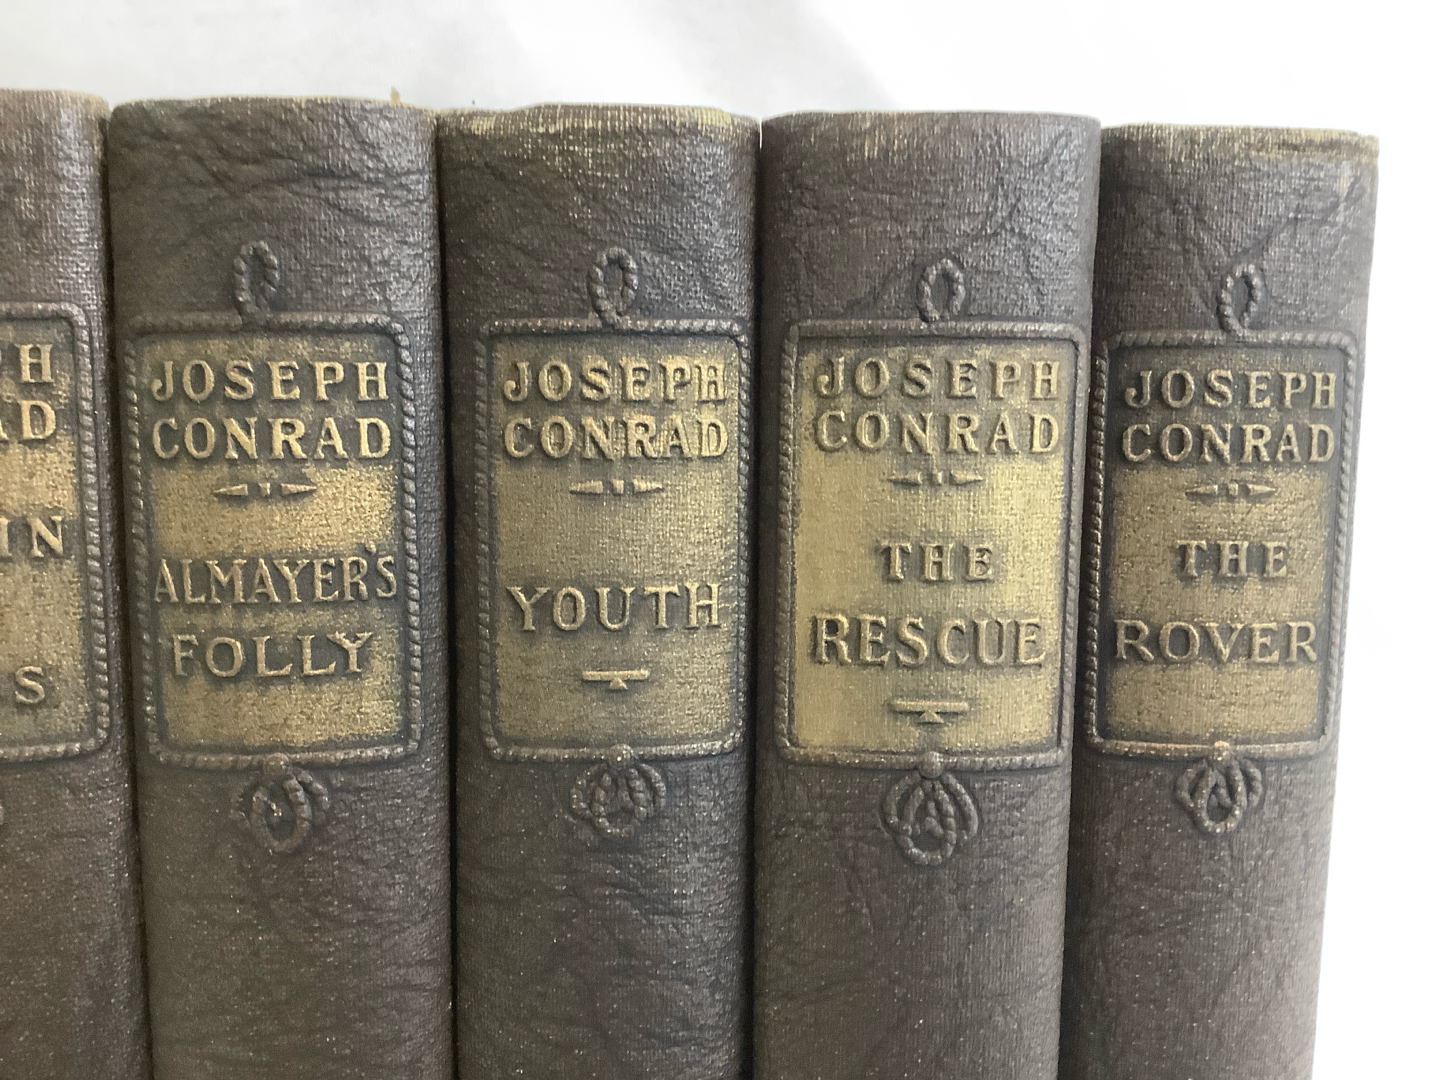 JOSEPH
CONRAD
ALMAYER'S
FOLLY
JOSEPH
CONRAD
YOUTH
JOSEPH
CONRAD
THE
RESCUE
JOSEPH
CONRAD
THE
ROVER